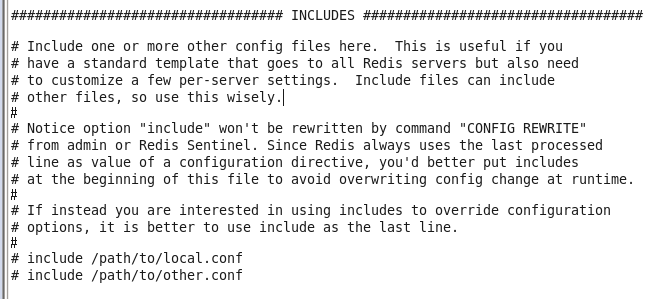 ################################ INCLUDES ###################################

# Include one or more other config files here.  This is useful if you
# have a standard template that goes to all Redis servers but also need
# to customize a few per-server settings.  Include files can include
# other files, so use this wisely.
#
# Notice option "include" won't be rewritten by command "CONFIG REWRITE"
# from admin or Redis Sentinel. Since Redis always uses the last processed
# line as value of a configuration directive, you'd better put includes
# at the beginning of this file to avoid overwriting config change at runtime.
#
# If instead you are interested in using includes to override configuration
# options, it is better to use include as the last line.
#
# include /path/to/local.conf
# include /path/to/other.conf